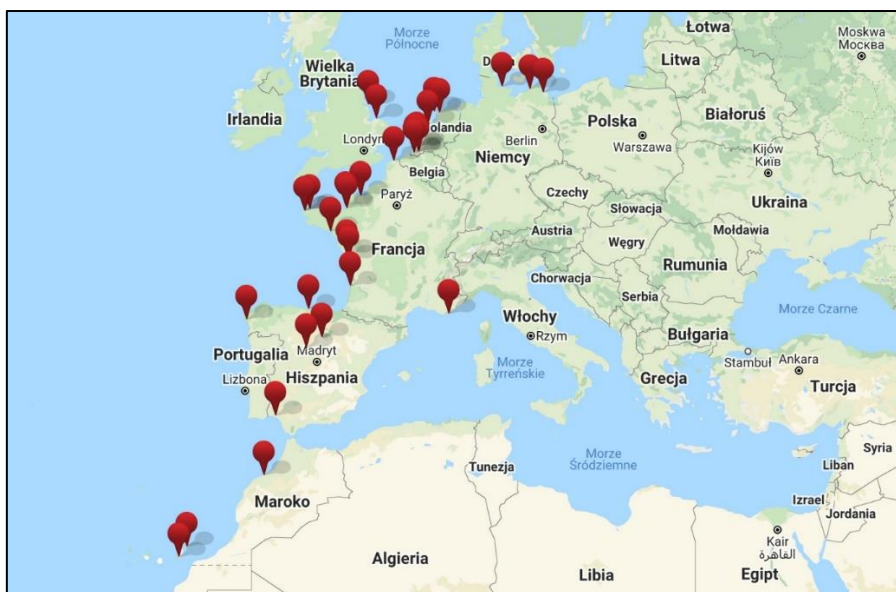 Morze
Północne
Łotwa
Moskwa
Москва
Wielka
Brytania
Litwa
Irlandia
Londyn
olandia
Berlin
Polska
Warszawa
Białoruś
Belgia
Niemcy
Kijów
Київ
Paryż
Czechy
Słowacja
Ukraina
Francja
Austria
Węgry
Mołdawia
Rumunia
Chorwacja
Serbia
Włochy
Rzym
Bułgaria
Morze Czarne
Portugalia
Madryt
Lizbona
Hiszpania
Morze
Tyrreńskie
Grecja
Stambuł
Ankara
Turcja
Tunezja
Morze
Śródziemne
Syria
Liban
Maroko
Izrael
Jordania
Algieria
Libia
Kair
القاهرة
Egipt